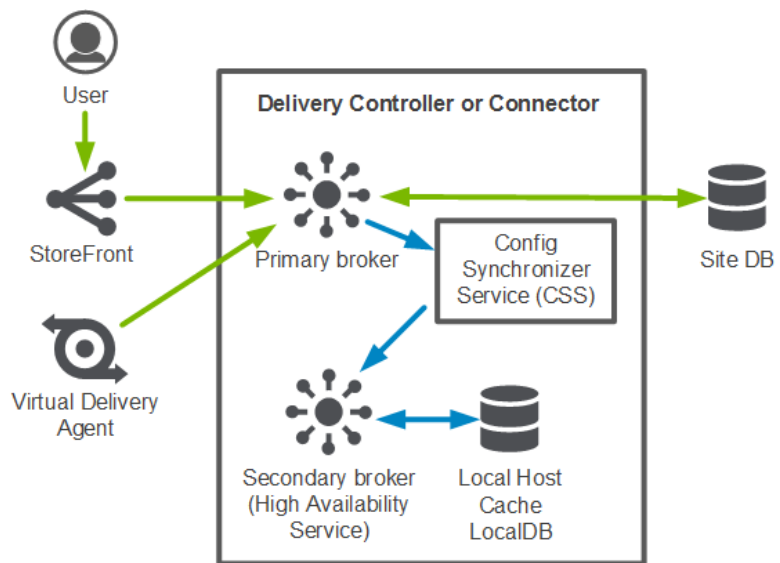 User
Delivery Controller or Connector
StoreFront
Primary broker
Config
Synchronizer
Service (CSS)
Site DB
Virtual Delivery
Agent
Secondary broker
(High Availability
Service)
Local Host
Cache
LocalDB